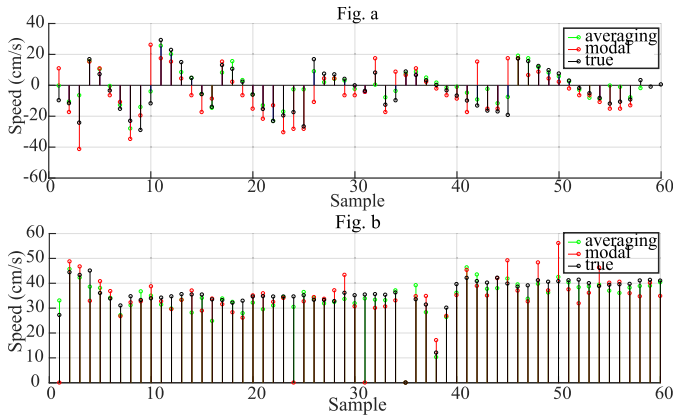 Fig. a
40
20
0
-20
-40
-60
Speed (cm/s)
averaging
modal
true
0 10 20 30 40 50 60
Sample
Fig. b
60
50
40
30
20
10
0
Speed (cm/s)
averaging
modal
true
0 10 20 30 40 50 60
Sample